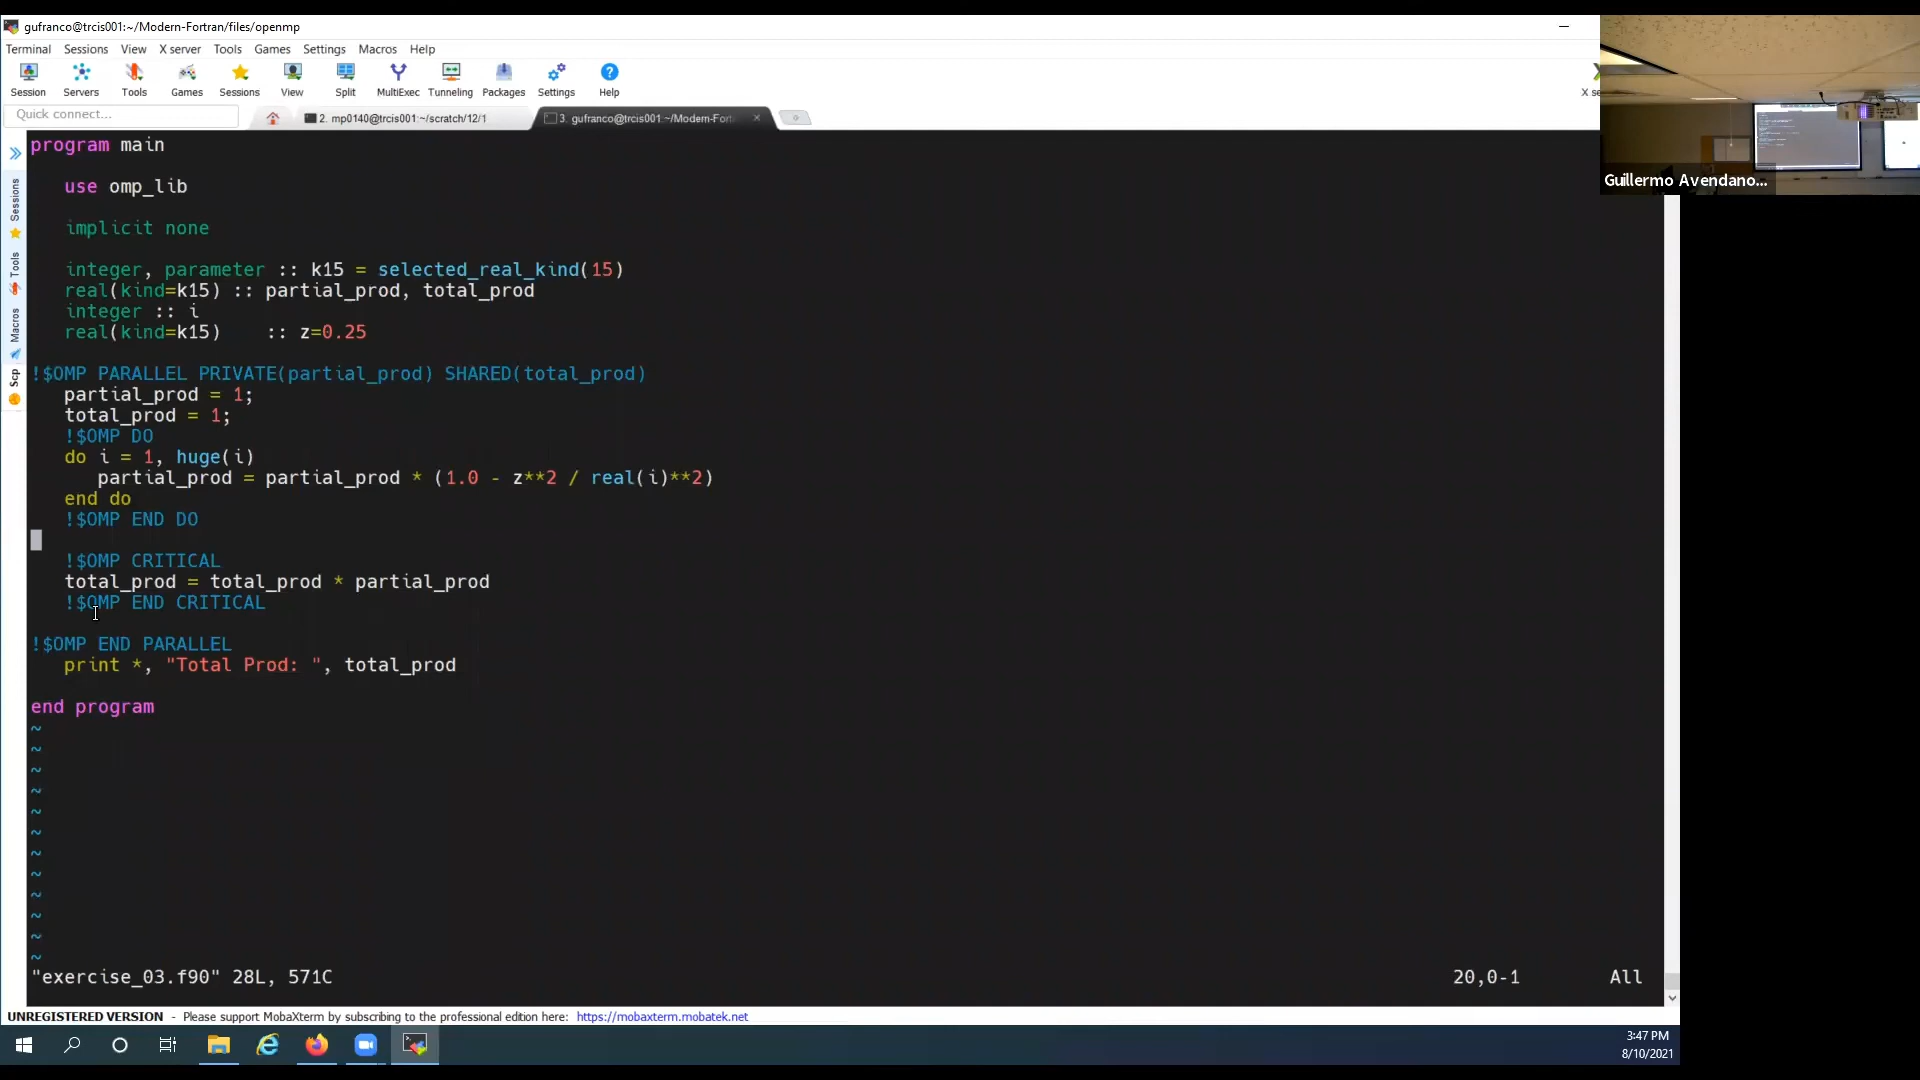 gufranco@trcis001:~/Modern-Fortran/files/openmp
Terminal Sessions View X server Tools Games Settings Macros Help
Session Servers Tools Games Sessions View Split MultiExec Tunneling Packages Settings Help X se
Quick connect... 2. mp0140@trcis001:~/scratch/12/1 3. gufranco@trcis001:~/Modern-Fort
Guillermo Avendano...
Sessions
Tools
Macros
Scp
program main
use omp_lib
implicit none
integer, parameter :: k15 = selected_real_kind(15)
real(kind=k15) :: partial_prod, total_prod
integer :: i
real(kind=k15) :: z=0.25
!$OMP PARALLEL PRIVATE(partial_prod) SHARED(total_prod)
partial_prod = 1;
total_prod = 1;
!$OMP DO
do i = 1, huge(i)
partial_prod = partial_prod * (1.0 - z**2 / real(i)**2)
end do
!$OMP END DO
!$OMP CRITICAL
total_prod = total_prod * partial_prod
!$OMP END CRITICAL
!$OMP END PARALLEL
print *, "Total Prod: ", total_prod
end program
~
~
~
~
~
~
~
~
~
~
~
~
"exercise_03.f90" 28L, 571C 20,0-1 All
UNREGISTERED VERSION - Please support MobaXterm by subscribing to the professional edition here: https://mobaxterm.mobatek.net
3:47 PM
8/10/2021